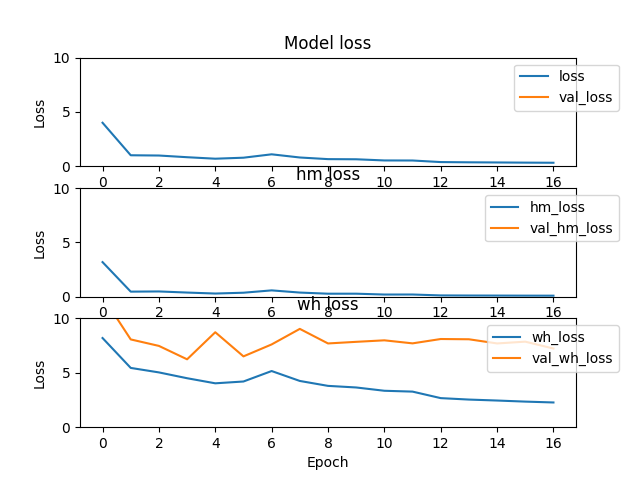 Model loss
10
5
0
Loss
loss
val_loss
0 2 4 6 8 10 12 14 16
hm loss
10
5
0
Loss
hm_loss
val_hm_loss
0 2 4 6 8 10 12 14 16
wh loss
10
5
0
Loss
wh_loss
val_wh_loss
0 2 4 6 8 10 12 14 16
Epoch